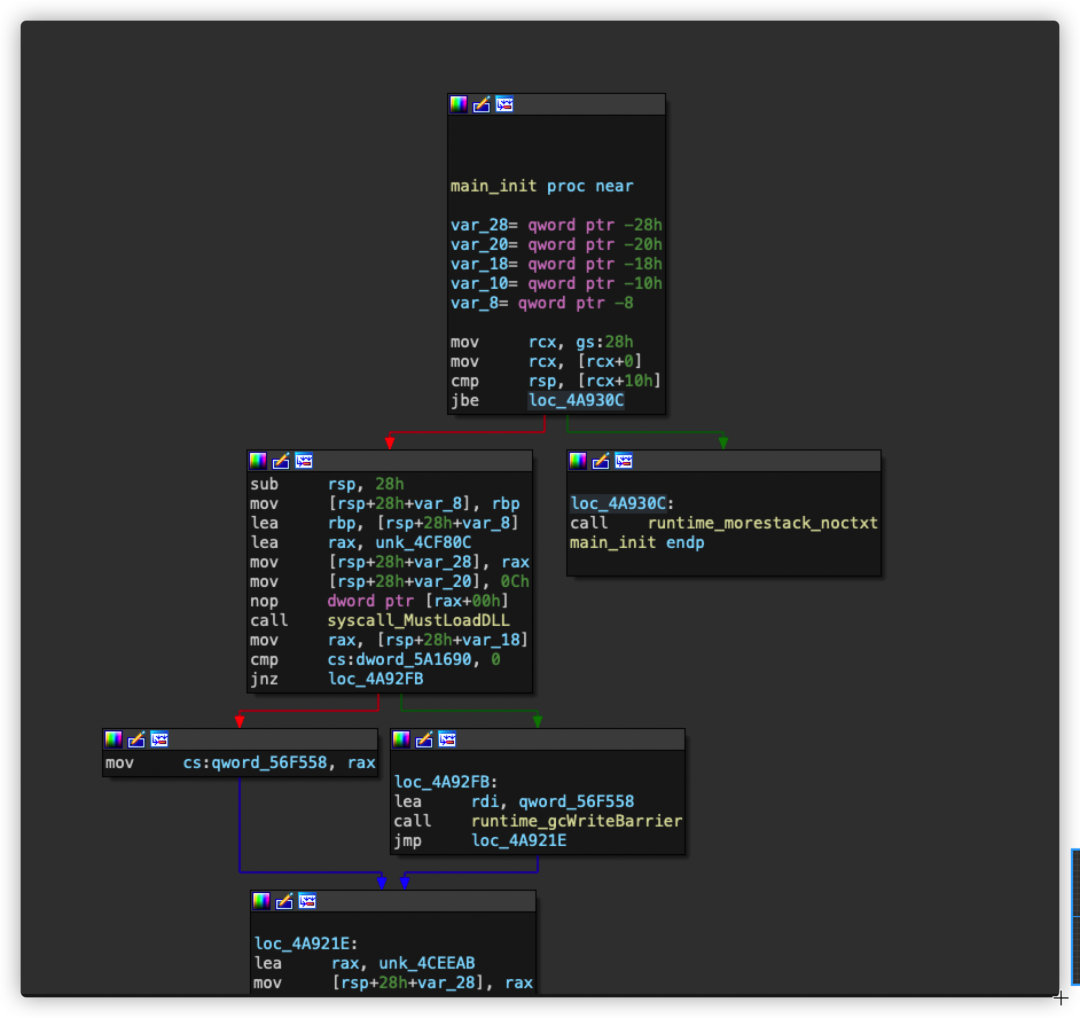 main_init proc near
var_28= qword ptr -28h
var_20= qword ptr -20h
var_18= qword ptr -18h
var_10= qword ptr -10h
var_8= qword ptr -8
mov rcx, gs:28h
mov rcx, [rcx+0]
cmp rsp, [rcx+10h]
jbe loc_4A930C
sub rsp, 28h
mov [rsp+28h+var_8], rbp
lea rbp, [rsp+28h+var_8]
lea rax, unk_4CF80C
mov [rsp+28h+var_28], rax
mov [rsp+28h+var_20], 0Ch
nop dword ptr [rax+00h]
call syscall_MustLoadDLL
mov rax, [rsp+28h+var_18]
cmp cs:dword_5A1690, 0
jnz loc_4A92FB
loc_4A930C:
call runtime_morestack_noctxt
main_init endp
mov cs:qword_56F558, rax
loc_4A92FB:
lea rdi, qword_56F558
call runtime_gcWriteBarrier
jmp loc_4A921E
loc_4A921E:
lea rax, unk_4CEEAB
mov [rsp+28h+var_28], rax